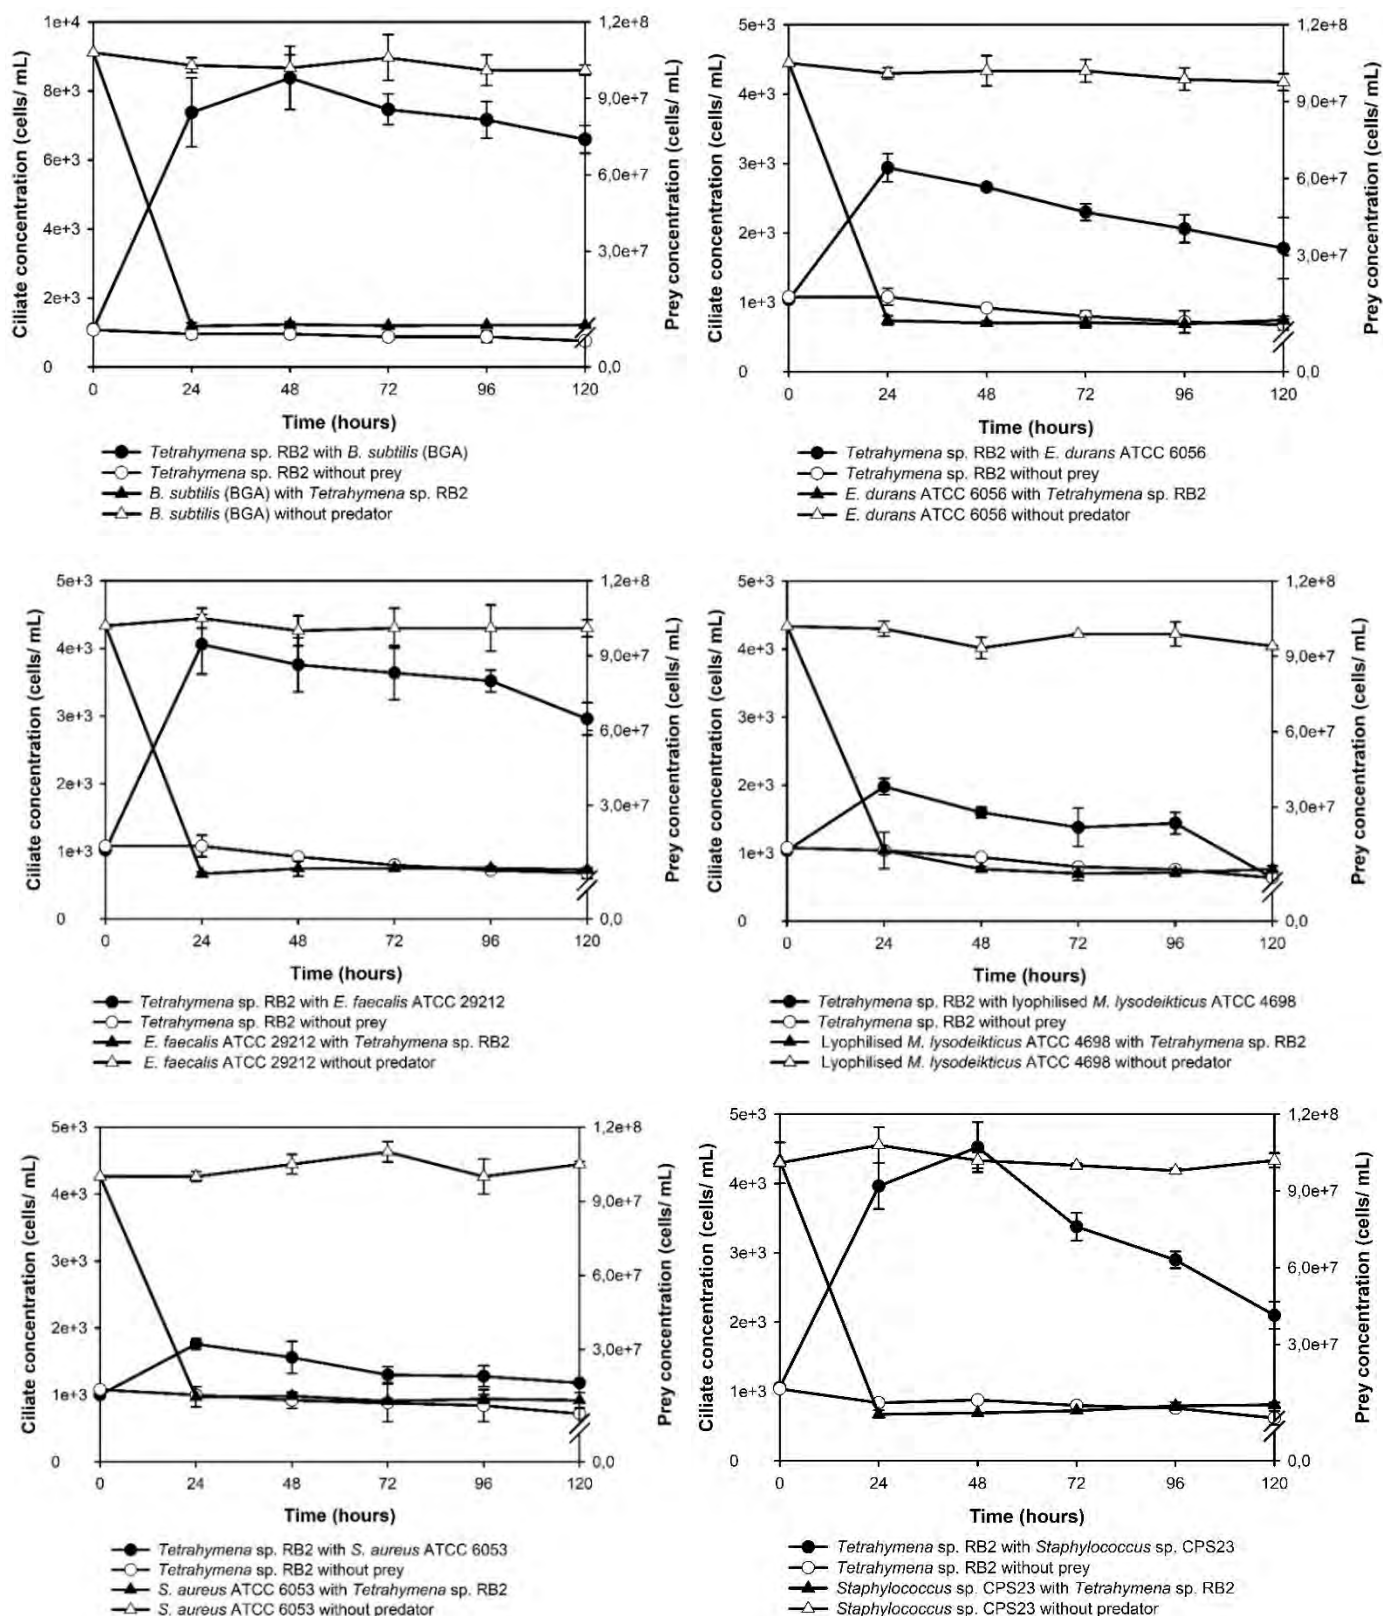 1e+4
8e+3
6e+3
4e+3
2e+3
0
Ciliate concentration (cells/ mL)
1,2e+8
9,0e+7
6,0e+7
3,0e+7
0,0
Prey concentration (cells/ mL)
0 24 48 72 96 120
Time (hours)
Tetrahymena sp. RB2 with B. subtilis (BGA)
Tetrahymena sp. RB2 without prey
B. subtilis (BGA) with Tetrahymena sp. RB2
B. subtilis (BGA) without predator
5e+3
4e+3
3e+3
2e+3
1e+3
0
Ciliate concentration (cells/ mL)
1,2e+8
9,0e+7
6,0e+7
3,0e+7
0,0
Prey concentration (cells/ mL)
0 24 48 72 96 120
Time (hours)
Tetrahymena sp. RB2 with E. durans ATCC 6056
Tetrahymena sp. RB2 without prey
E. durans ATCC 6056 with Tetrahymena sp. RB2
E. durans ATCC 6056 without predator
5e+3
4e+3
3e+3
2e+3
1e+3
0
Ciliate concentration (cells/ mL)
1,2e+8
9,0e+7
6,0e+7
3,0e+7
0,0
Prey concentration (cells/ mL)
0 24 48 72 96 120
Time (hours)
Tetrahymena sp. RB2 with E. faecalis ATCC 29212
Tetrahymena sp. RB2 without prey
E. faecalis ATCC 29212 with Tetrahymena sp. RB2
E. faecalis ATCC 29212 without predator
5e+3
4e+3
3e+3
2e+3
1e+3
0
Ciliate concentration (cells/ mL)
1,2e+8
9,0e+7
6,0e+7
3,0e+7
0,0
Prey concentration (cells/ mL)
0 24 48 72 96 120
Time (hours)
Tetrahymena sp. RB2 with lyophilised M. lysodeikticus ATCC 4698
Tetrahymena sp. RB2 without prey
Lyophilised M. lysodeikticus ATCC 4698 with Tetrahymena sp. RB2
Lyophilised M. lysodeikticus ATCC 4698 without predator
5e+3
4e+3
3e+3
2e+3
1e+3
0
Ciliate concentration (cells/ mL)
1,2e+8
9,0e+7
6,0e+7
3,0e+7
0,0
Prey concentration (cells/ mL)
0 24 48 72 96 120
Time (hours)
Tetrahymena sp. RB2 with S. aureus ATCC 6053
Tetrahymena sp. RB2 without prey
S. aureus ATCC 6053 with Tetrahymena sp. RB2
S. aureus ATCC 6053 without predator
5e+3
4e+3
3e+3
2e+3
1e+3
0
Ciliate concentration (cells/ mL)
1,2e+8
9,0e+7
6,0e+7
3,0e+7
0,0
Prey concentration (cells/ mL)
0 24 48 72 96 120
Time (hours)
Tetrahymena sp. RB2 with Staphylococcus sp. CPS23
Tetrahymena sp. RB2 without prey
Staphylococcus sp. CPS23 with Tetrahymena sp. RB2
Staphylococcus sp. CPS23 without predator